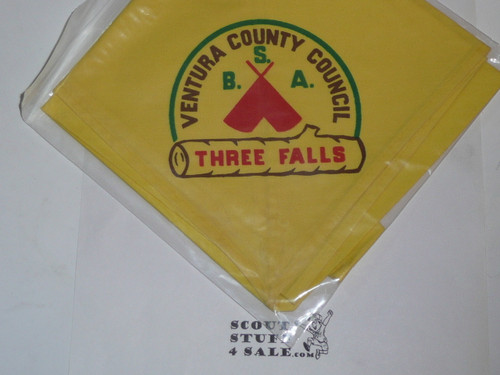 VENTURA COUNTY COUNCIL
B. S. A.
THREE FALLS
SCOUT
STUFF
4 SALE.com